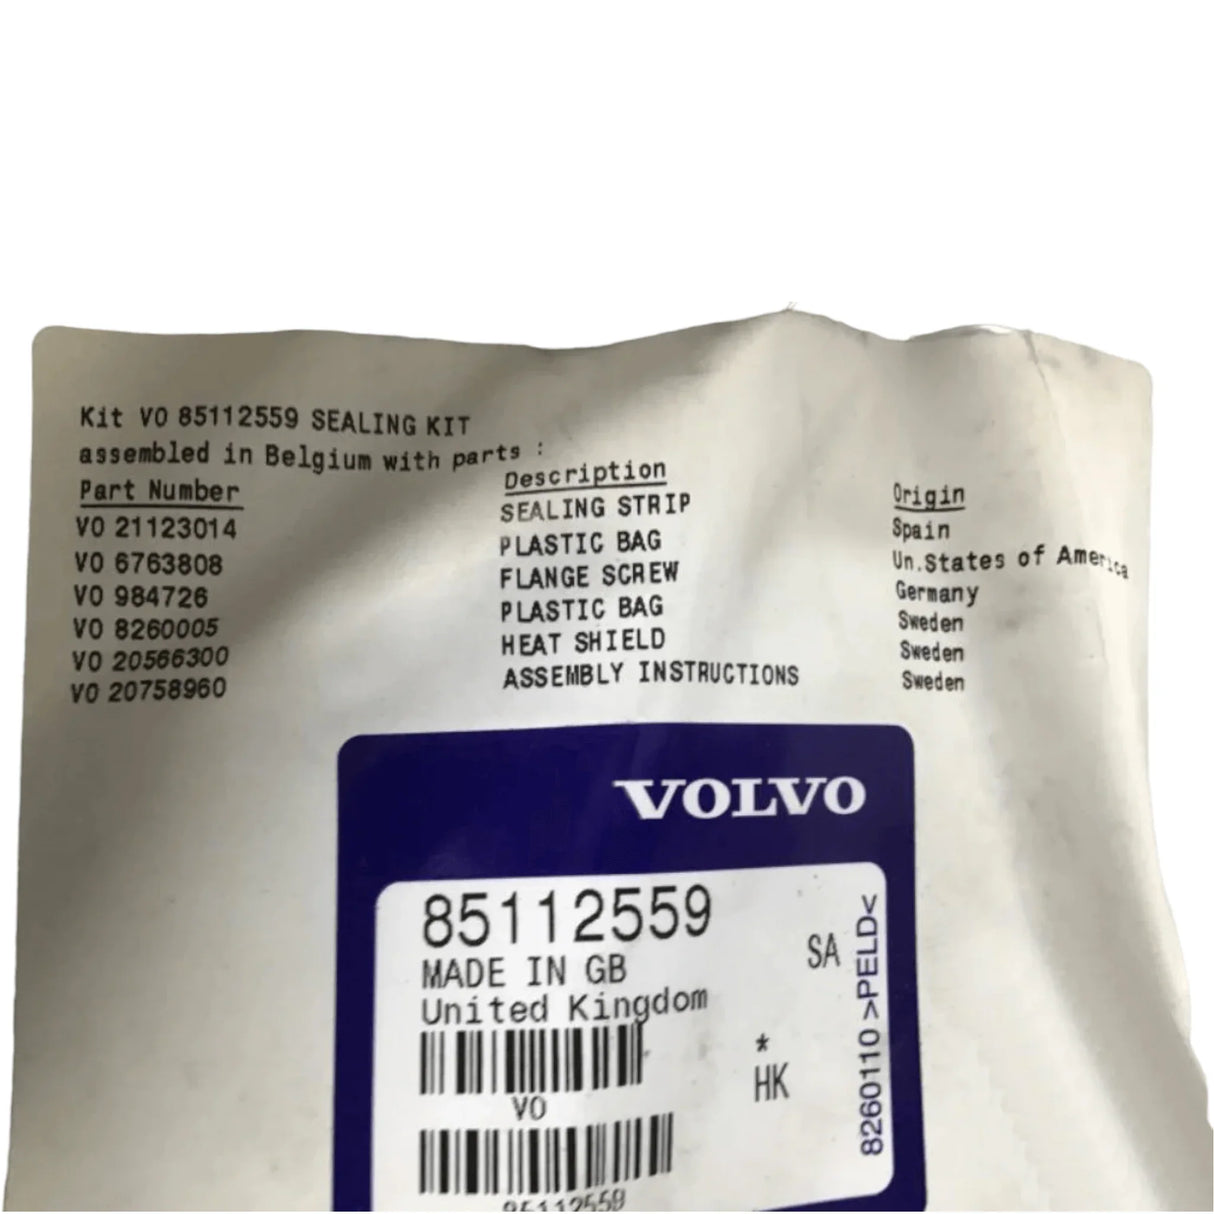 Kit VO 85112559 SEALING KIT
assembled in Belgium with parts :
Part Number Description Origin
VO 21123014 SEALING STRIP Spain
VO 6763808 PLASTIC BAG Un.States of America
VO 984726 FLANGE SCREW Germany
VO 8260005 PLASTIC BAG Sweden
VO 20566300 HEAT SHIELD Sweden
VO 20758960 ASSEMBLY INSTRUCTIONS Sweden
VOLVO
85112559
MADE IN GB
United Kingdom
SA
*
HK
VO
85112559
8260110 >PELD<